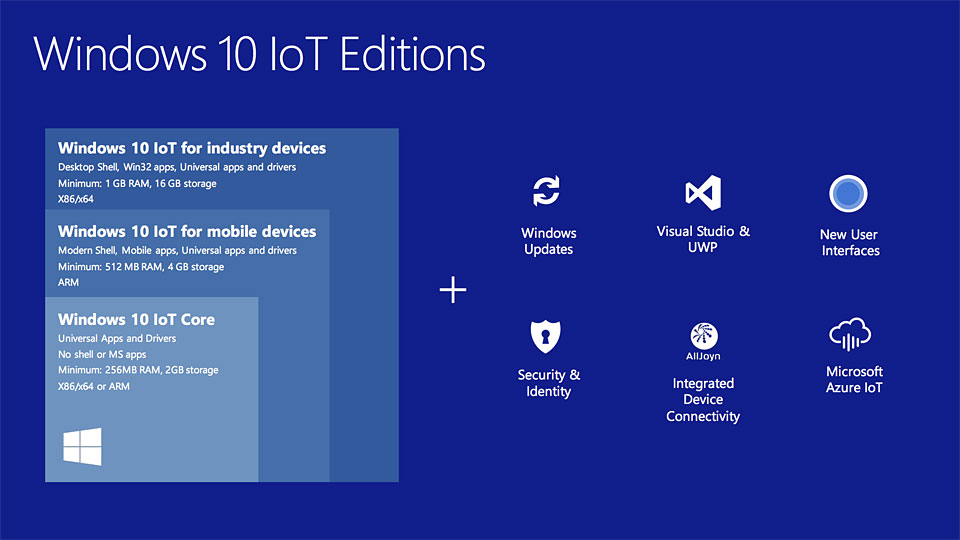 Windows 10 IoT Editions
Windows 10 IoT for industry devices
Desktop Shell, Win32 apps, Universal apps and drivers
Minimum: 1 GB RAM, 16 GB storage
X86/x64
Windows 10 IoT for mobile devices
Modern Shell, Mobile apps, Universal apps and drivers
Minimum: 512 MB RAM, 4 GB storage
ARM
Windows 10 IoT Core
Universal Apps and Drivers
No shell or MS apps
Minimum: 256MB RAM, 2GB storage
X86/x64 or ARM
+
Windows
Updates
Visual Studio &
UWP
New User
Interfaces
Security &
Identity
AllJoyn
Integrated
Device
Connectivity
Microsoft
Azure IoT